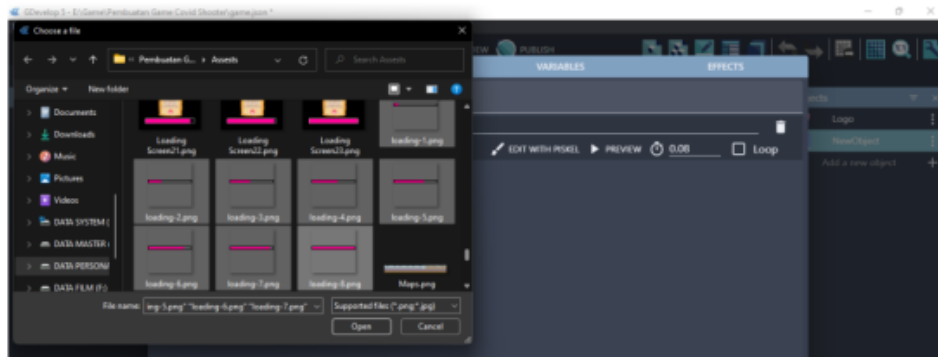 GDevelop 5 - E:\Game\Pembuatan Game Covid Shooter\game.json *
Choose a file
Pembuatan G... > Assests
Search Assests
PUBLISH
VARIABLES
EFFECTS
Organize
New folder
Documents
Downloads
Music
Pictures
Videos
DATA SYSTEM (
DATA MASTER
DATA PERSONA
DATA FILM (F:)
Loading Screen21.png
Loading Screen22.png
Loading Screen23.png
loading-1.png
loading-2.png
loading-3.png
loading-4.png
loading-5.png
loading-6.png
loading-7.png
loading-8.png
Maps.png
File name: ing-5.png" "loading-6.png" "loading-7.png"
Supported files (*.png;*.jpg)
Open
Cancel
EDIT WITH PISKEL
PREVIEW
0.08
Loop
Logo
NewObject
Add a new object